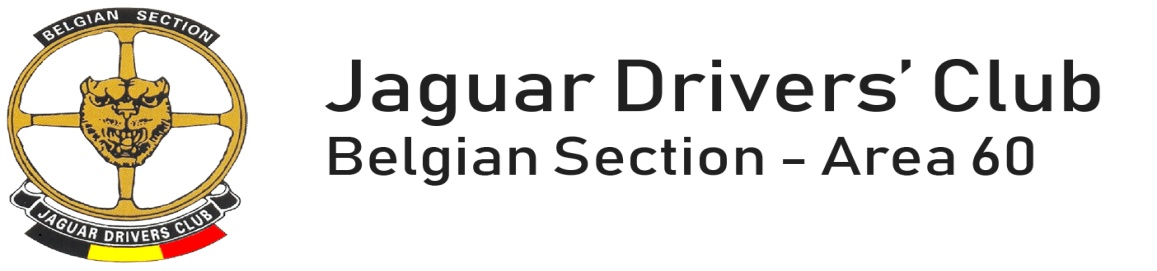 BELGIAN SECTION
JAGUAR DRIVERS CLUB
Jaguar Drivers’ Club
Belgian Section – Area 60